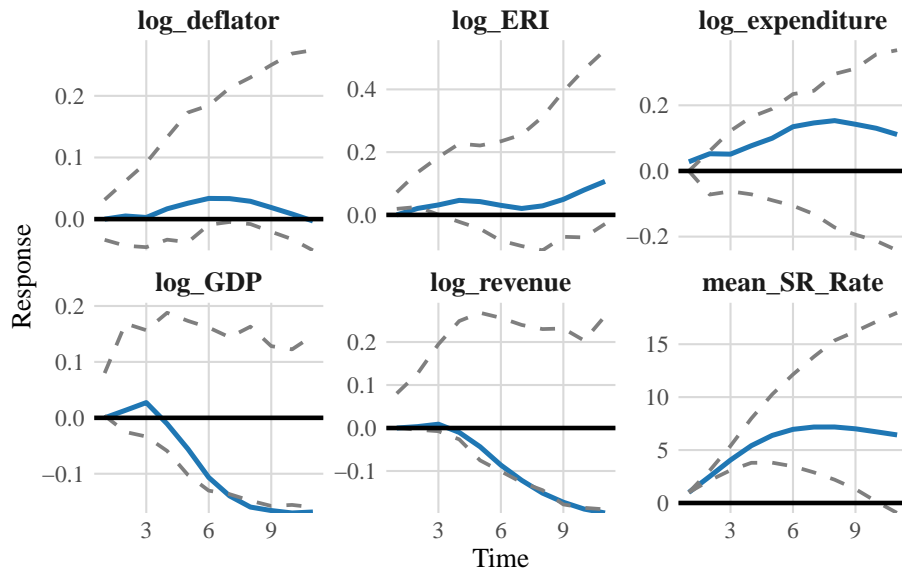 log_deflator
log_ERI
log_expenditure
0.2
0.1
0.0
0.4
0.2
0.0
0.2
0.0
−0.2
log_GDP
log_revenue
mean_SR_Rate
0.2
0.1
0.0
−0.1
0.2
0.1
0.0
−0.1
15
10
5
0
3 6 9
3 6 9
3 6 9
Time
Response